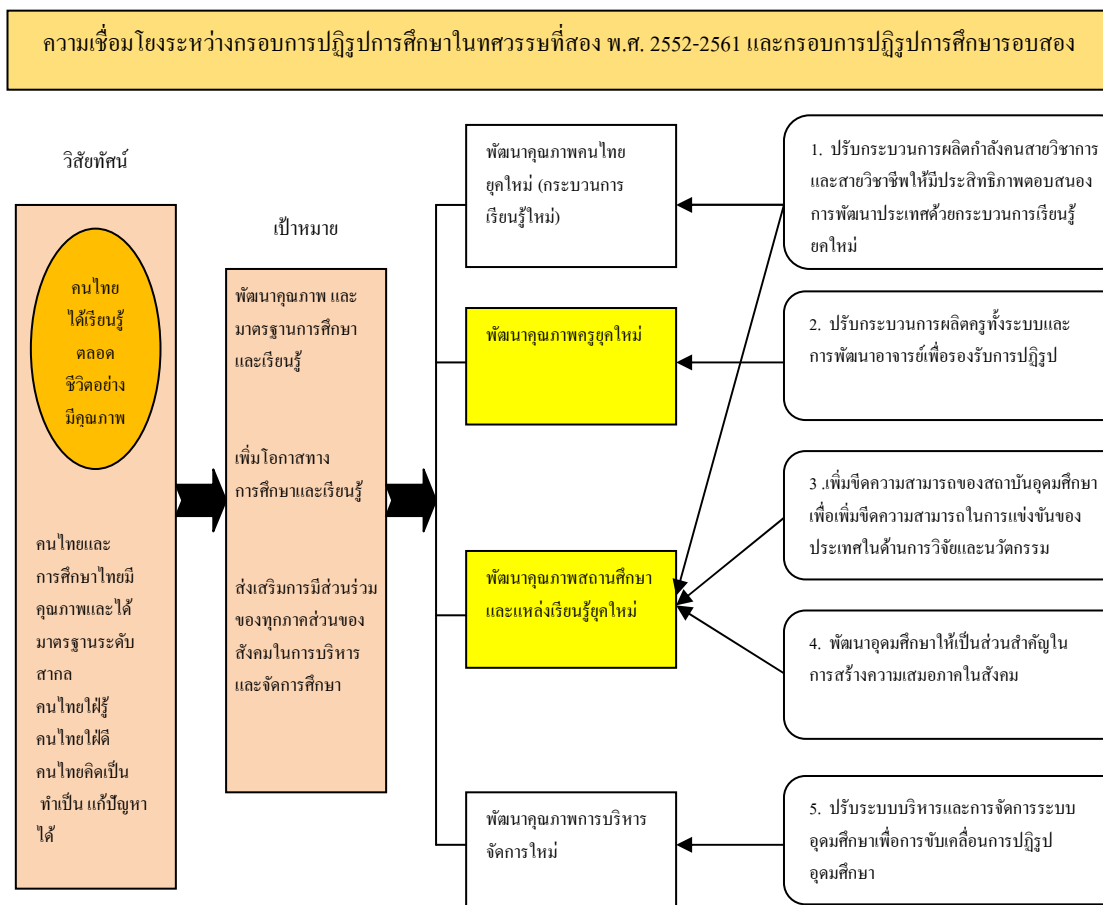 ความเชื่อมโยงระหว่างกรอบการปฏิรูปการศึกษาในทศวรรษที่สอง พ.ศ. 2552-2561 และกรอบการปฏิรูปการศึกษารอบสอง
วิสัยทัศน์
คนไทย
ได้เรียนรู้
ตลอด
ชีวิตอย่าง
มีคุณภาพ
คนไทยและ
การศึกษาไทยมี
คุณภาพและได้
มาตรฐานระดับ
สากล
คนไทยใฝ่รู้
คนไทยใฝ่ดี
คนไทยคิดเป็น
ทำเป็น แก้ปัญหา
ได้
เป้าหมาย
พัฒนาคุณภาพ และ
มาตรฐานการศึกษา
และเรียนรู้
เพิ่มโอกาสทาง
การศึกษาและเรียนรู้
ส่งเสริมการมีส่วนร่วม
ของทุกภาคส่วนของ
สังคมในการบริหาร
และจัดการศึกษา
พัฒนาคุณภาพคนไทย
ยุคใหม่ (กระบวนการ
เรียนรู้ใหม่)
พัฒนาคุณภาพครูยุคใหม่
พัฒนาคุณภาพสถานศึกษา
และแหล่งเรียนรู้ยุคใหม่
พัฒนาคุณภาพการบริหาร
จัดการใหม่
1. ปรับกระบวนการผลิตกำลังคนสายวิชาการ
และสายวิชาชีพให้มีประสิทธิภาพตอบสนอง
การพัฒนาประเทศด้วยกระบวนการเรียนรู้
ยคใหม่
2. ปรับกระบวนการผลิตครูทั้งระบบและ
การพัฒนาอาจารย์เพื่อรองรับการปฏิรูป
3 .เพิ่มขีดความสามารถของสถาบันอุดมศึกษา
เพื่อเพิ่มขีดความสามารถในการแข่งขันของ
ประเทศในด้านการวิจัยและนวัตกรรม
4. พัฒนาอุดมศึกษาให้เป็นส่วนสำคัญใน
การสร้างความเสมอภาคในสังคม
5. ปรับระบบบริหารและการจัดการระบบ
อุดมศึกษาเพื่อการขับเคลื่อนการปฏิรูป
อุดมศึกษา